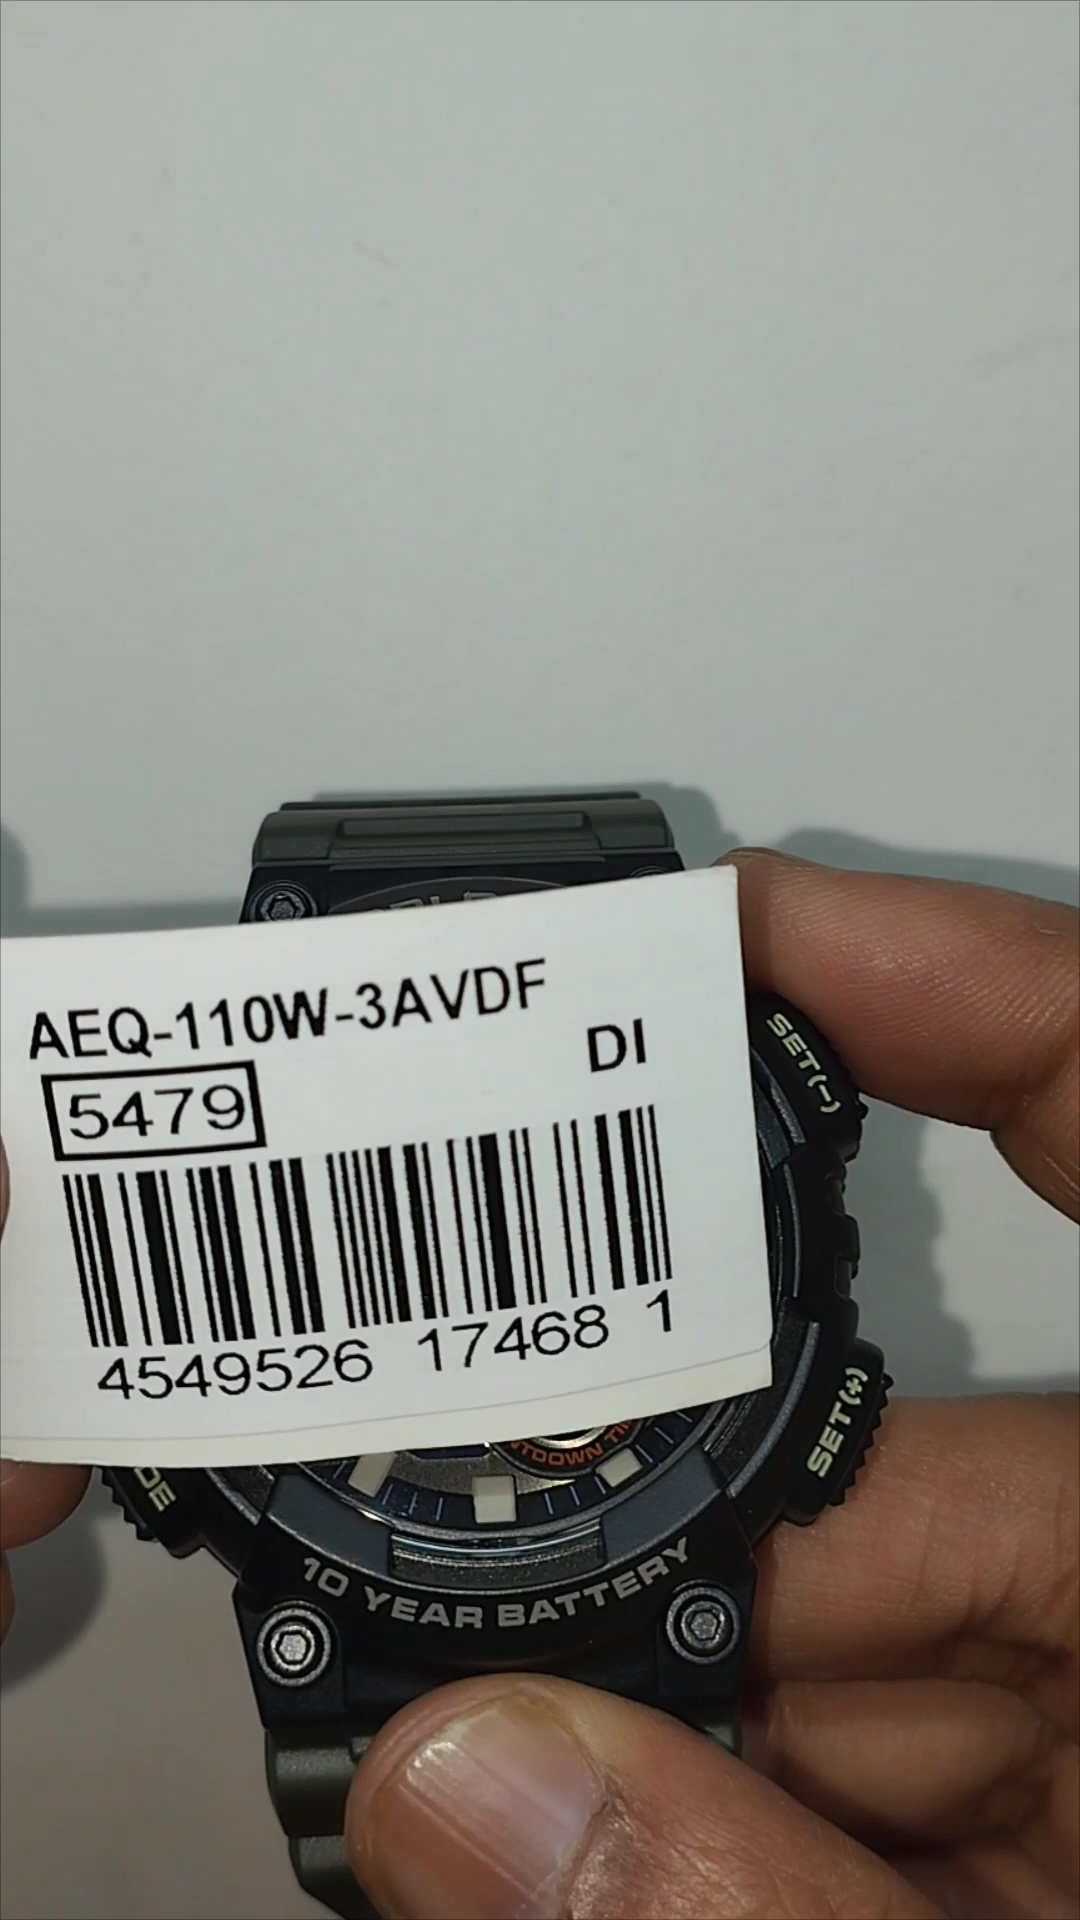 AEQ-110W-3AVDF
DI
5479
4549526 17468 1
SET(-)
SET(+)
10 YEAR BATTERY